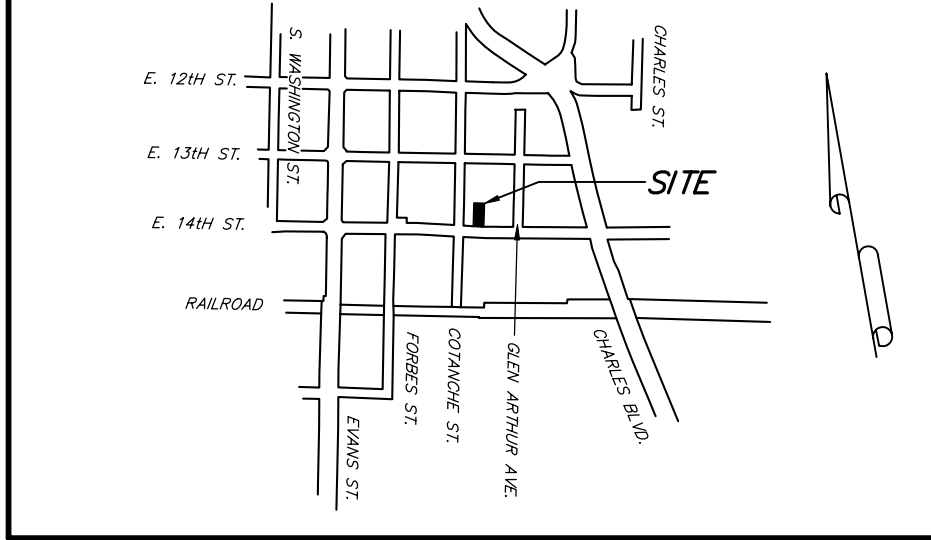 S. WASHINGTON ST.
CHARLES ST.
E. 12TH ST.
E. 13TH ST.
SITE
E. 14TH ST.
RAILROAD
FORBES ST.
COTANCHE ST.
GLEN ARTHUR AVE.
CHARLES BLVD.
EVANS ST.